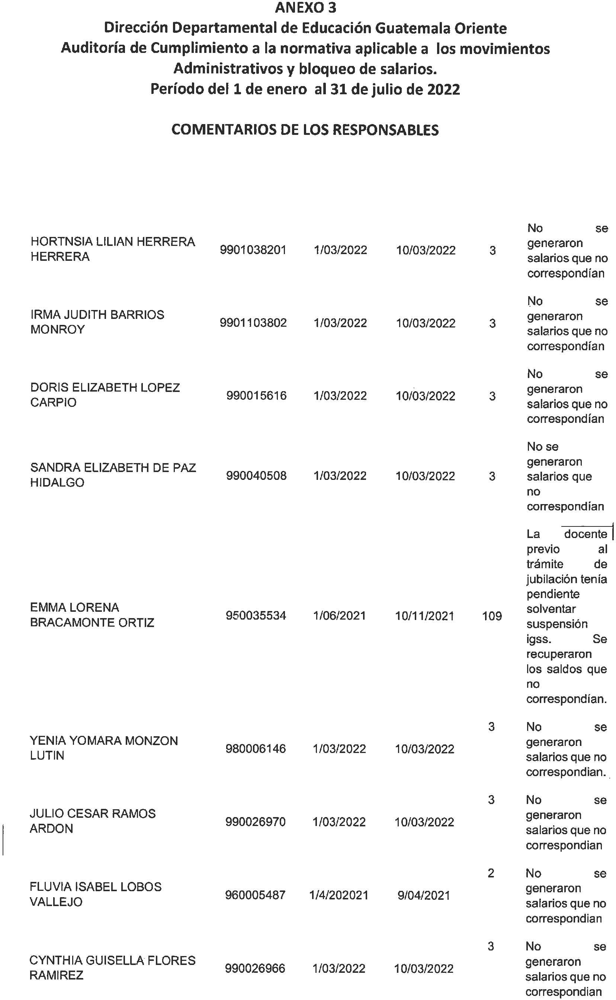 ANEXO 3
Dirección Departamental de Educación Guatemala Oriente
Auditoría de Cumplimiento a la normativa aplicable a los movimientos
Administrativos y bloqueo de salarios.
Período del 1 de enero al 31 de julio de 2022
COMENTARIOS DE LOS RESPONSABLES
HORTNSIA LILIAN HERRERA
HERRERA
9901038201 1/03/2022 10/03/2022 3
No se
generaron
salarios que no
correspondían
IRMA JUDITH BARRIOS
MONROY
9901103802 1/03/2022 10/03/2022 3
No se
generaron
salarios que no
correspondían
DORIS ELIZABETH LOPEZ
CARPIO
990015616 1/03/2022 10/03/2022 3
No se
generaron
salarios que no
correspondían
SANDRA ELIZABETH DE PAZ
HIDALGO
990040508 1/03/2022 10/03/2022 3
No se
generaron
salarios que
no
correspondían
EMMA LORENA
BRACAMONTE ORTIZ
950035534 1/06/2021 10/11/2021 109
La docente
previo al
trámite de
jubilación tenía
pendiente
solventar
suspensión
igss. Se
recuperaron
los saldos que
no
correspondían.
YENIA YOMARA MONZON
LUTIN
980006146 1/03/2022 10/03/2022 3
No se
generaron
salarios que no
correspondian.
JULIO CESAR RAMOS
ARDON
990026970 1/03/2022 10/03/2022 3
No se
generaron
salarios que no
correspondian
FLUVIA ISABEL LOBOS
VALLEJO
960005487 1/4/202021 9/04/2021 2
No se
generaron
salarios que no
correspondian
CYNTHIA GUISELLA FLORES
RAMIREZ
990026966 1/03/2022 10/03/2022 3
No se
generaron
salarios que no
correspondian